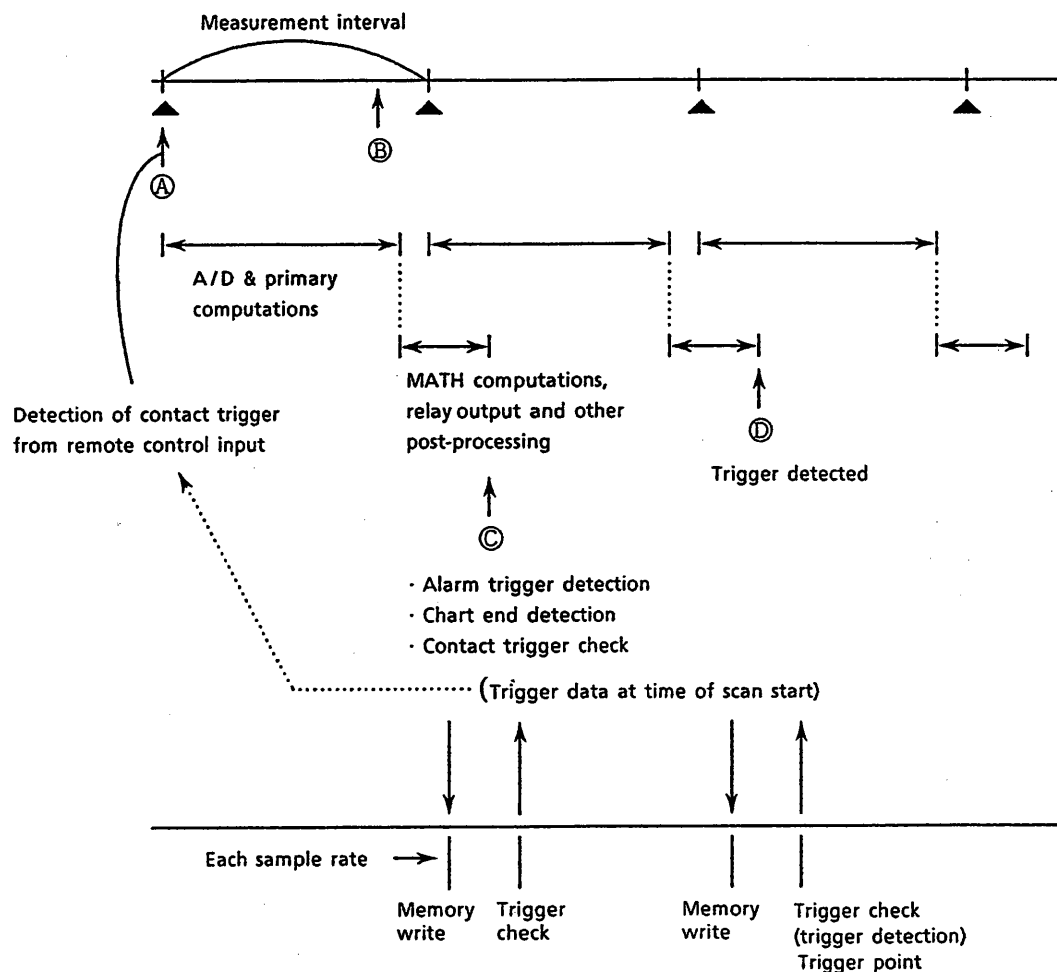 Measurement interval
Ⓑ
Ⓐ
A/D & primary
computations
MATH computations,
relay output and other
post-processing
Detection of contact trigger
from remote control input
Ⓓ
Trigger detected
Ⓒ
· Alarm trigger detection
· Chart end detection
· Contact trigger check
(Trigger data at time of scan start)
Each sample rate
Memory
write
Trigger
check
Memory
write
Trigger check
(trigger detection)
Trigger point